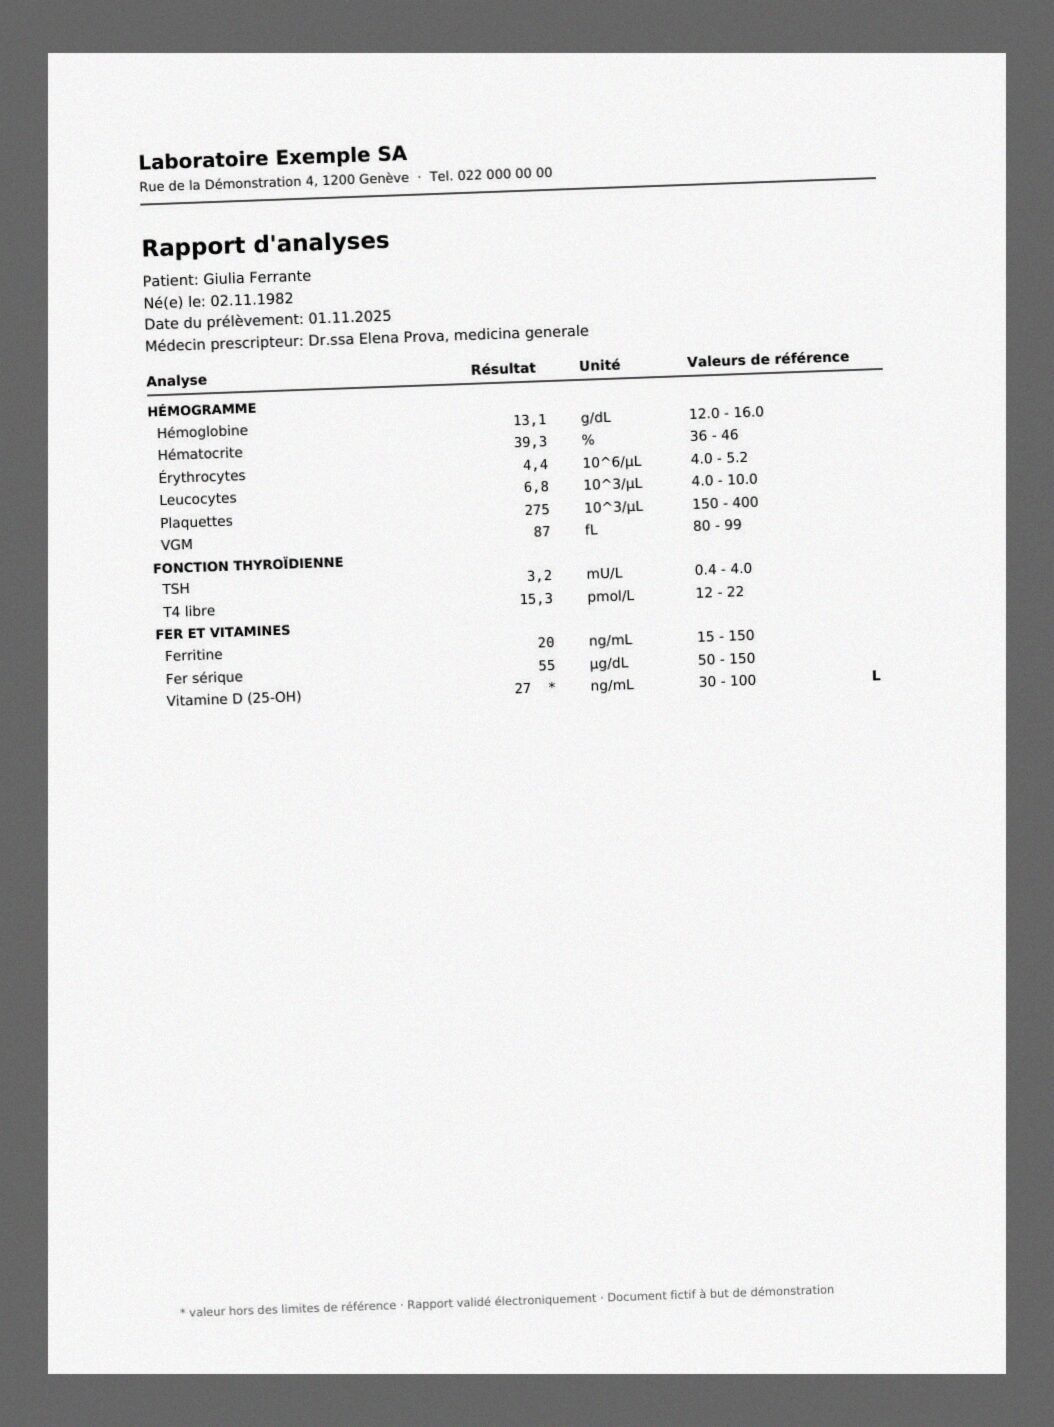 Laboratoire Exemple SA
Rue de la Démonstration 4, 1200 Genève · Tel. 022 000 00 00
Rapport d'analyses
Patient: Giulia Ferrante
Né(e) le: 02.11.1982
Date du prélèvement: 01.11.2025
Médecin prescripteur: Dr.ssa Elena Prova, medicina generale
Analyse Résultat Unité Valeurs de référence
HÉMOGRAMME
Hémoglobine 13,1 g/dL 12.0 - 16.0
Hématocrite 39,3 % 36 - 46
Érythrocytes 4,4 10^6/µL 4.0 - 5.2
Leucocytes 6,8 10^3/µL 4.0 - 10.0
Plaquettes 275 10^3/µL 150 - 400
VGM 87 fL 80 - 99
FONCTION THYROÏDIENNE
TSH 3,2 mU/L 0.4 - 4.0
T4 libre 15,3 pmol/L 12 - 22
FER ET VITAMINES
Ferritine 20 ng/mL 15 - 150
Fer sérique 55 µg/dL 50 - 150
Vitamine D (25-OH) 27 * ng/mL 30 - 100 L
* valeur hors des limites de référence · Rapport validé électroniquement · Document fictif à but de démonstration